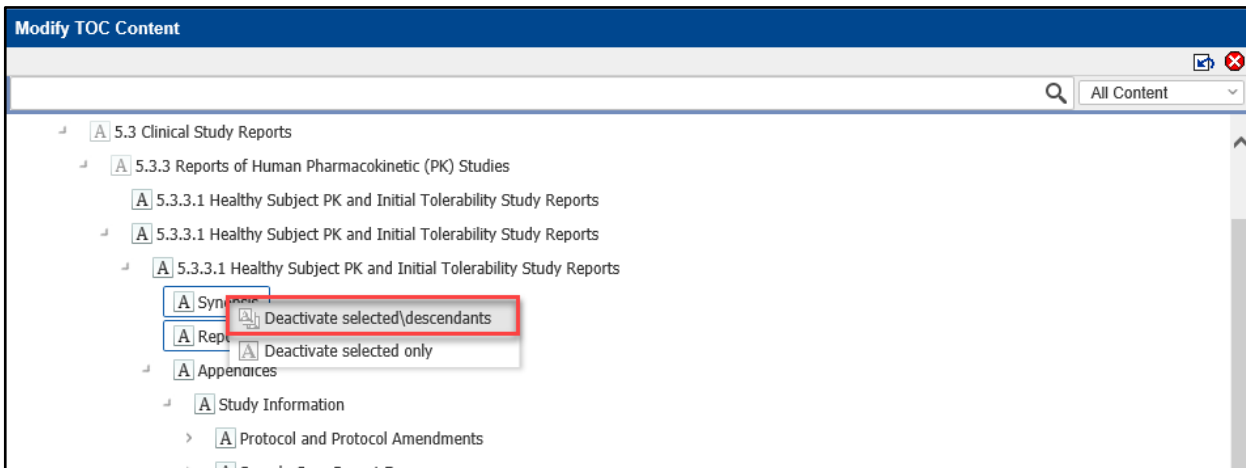 Modify TOC Content
All Content
A 5.3 Clinical Study Reports
A 5.3.3 Reports of Human Pharmacokinetic (PK) Studies
A 5.3.3.1 Healthy Subject PK and Initial Tolerability Study Reports
A 5.3.3.1 Healthy Subject PK and Initial Tolerability Study Reports
A 5.3.3.1 Healthy Subject PK and Initial Tolerability Study Reports
A Synopsis
Deactivate selected\descendants
A Repo
A Deactivate selected only
A Appendices
A Study Information
A Protocol and Protocol Amendments